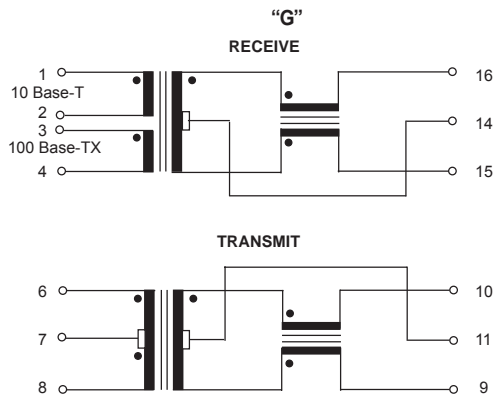 “G”
RECEIVE
1
16
10 Base-T
2
14
3
100 Base-TX
4
15
TRANSMIT
6
10
7
11
8
9